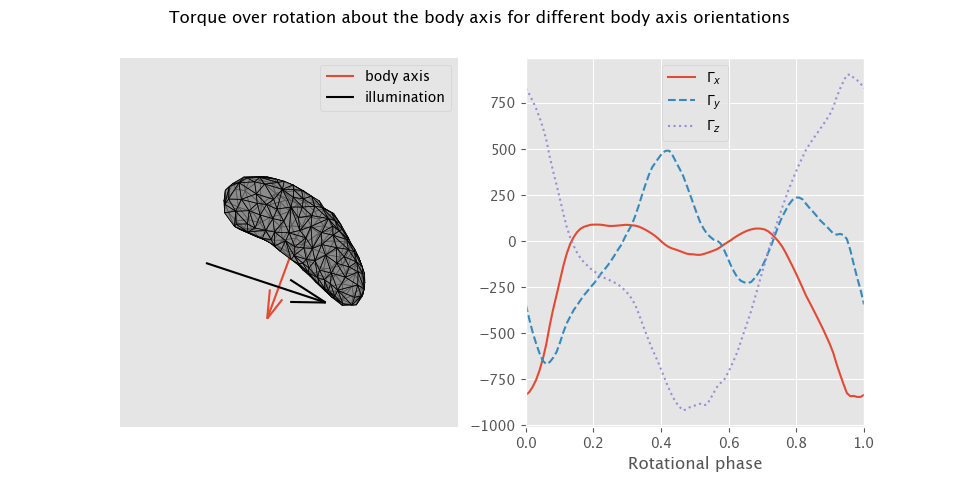 Torque over rotation about the body axis for different body axis orientations
body axis
illumination
Γx
Γy
Γz
750
500
250
0
−250
−500
−750
−1000
0.0 0.2 0.4 0.6 0.8 1.0
Rotational phase